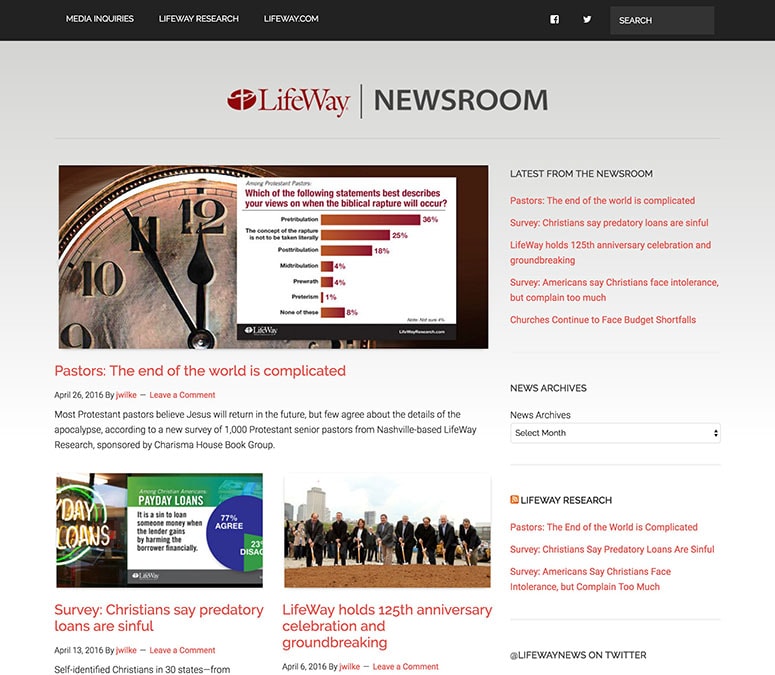 MEDIA INQUIRIES LIFEWAY RESEARCH LIFEWAY.COM SEARCH
LifeWay NEWSROOM
Among Protestant Pastors:
Which of the following statements best describes
your views on when the biblical rapture will occur?
Pretribulation 36%
The concept of the rapture
is not to be taken literally 25%
Posttribulation 18%
Midtribulation 4%
Prewrath 4%
Preterism 1%
None of these 8%
Note: Not sure 4%
LifeWay LifeWayResearch.com
11 12
10
9
Pastors: The end of the world is complicated
April 26, 2016 By jwilke — Leave a Comment
Most Protestant pastors believe Jesus will return in the future, but few agree about the details of the
apocalypse, according to a new survey of 1,000 Protestant senior pastors from Nashville-based LifeWay
Research, sponsored by Charisma House Book Group.
YDAY
LOANS
Among Christian Americans:
PAYDAY LOANS
It is a sin to loan
someone money when
the lender gains
by harming the
borrower financially.
77%
AGREE
23%
DISAG
LifeWay
Survey: Christians say predatory
loans are sinful
April 13, 2016 By jwilke — Leave a Comment
Self-identified Christians in 30 states—from
LifeWay holds 125th anniversary
celebration and
groundbreaking
April 6, 2016 By jwilke — Leave a Comment
LATEST FROM THE NEWSROOM
Pastors: The end of the world is complicated
Survey: Christians say predatory loans are sinful
LifeWay holds 125th anniversary celebration and
groundbreaking
Survey: Americans say Christians face intolerance,
but complain too much
Churches Continue to Face Budget Shortfalls
NEWS ARCHIVES
News Archives
Select Month
LIFEWAY RESEARCH
Pastors: The End of the World is Complicated
Survey: Christians Say Predatory Loans Are Sinful
Survey: Americans Say Christians Face
Intolerance, but Complain Too Much
@LIFEWAYNEWS ON TWITTER